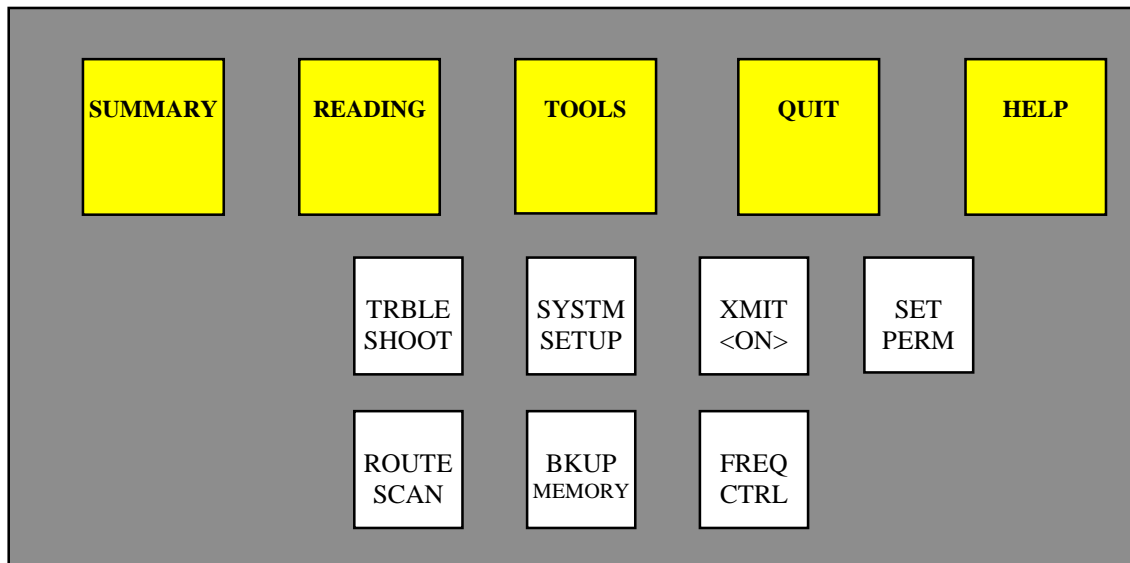 SUMMARY READING TOOLS QUIT HELP
TRBLE SHOOT
SYSTM SETUP
XMIT <ON>
SET PERM
ROUTE SCAN
BKUP MEMORY
FREQ CTRL